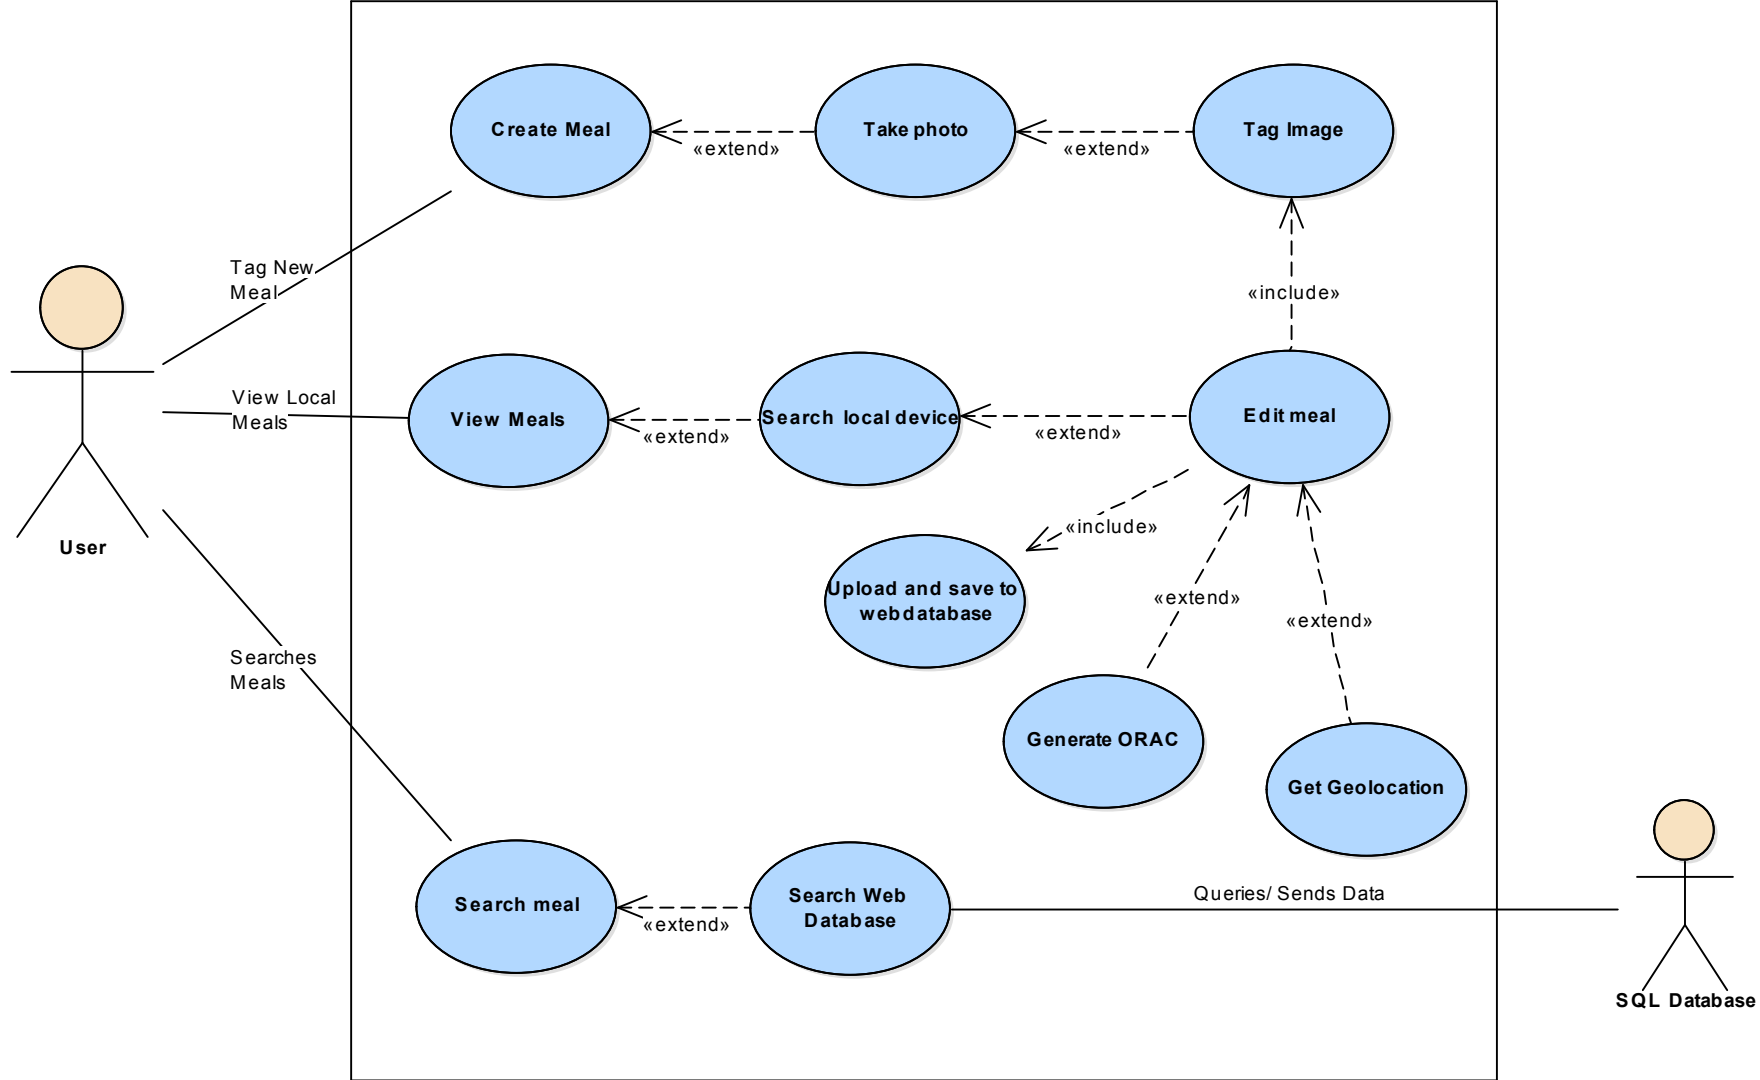 Create Meal
«extend»
Take photo
«extend»
Tag Image
Tag New
Meal
«include»
View Local
Meals
View Meals
«extend»
Search local device
«extend»
Edit meal
User
«include»
Upload and save to
web database
«extend»
«extend»
Searches
Meals
Generate ORAC
Get Geolocation
Search meal
«extend»
Search Web
Database
Queries/ Sends Data
SQL Database